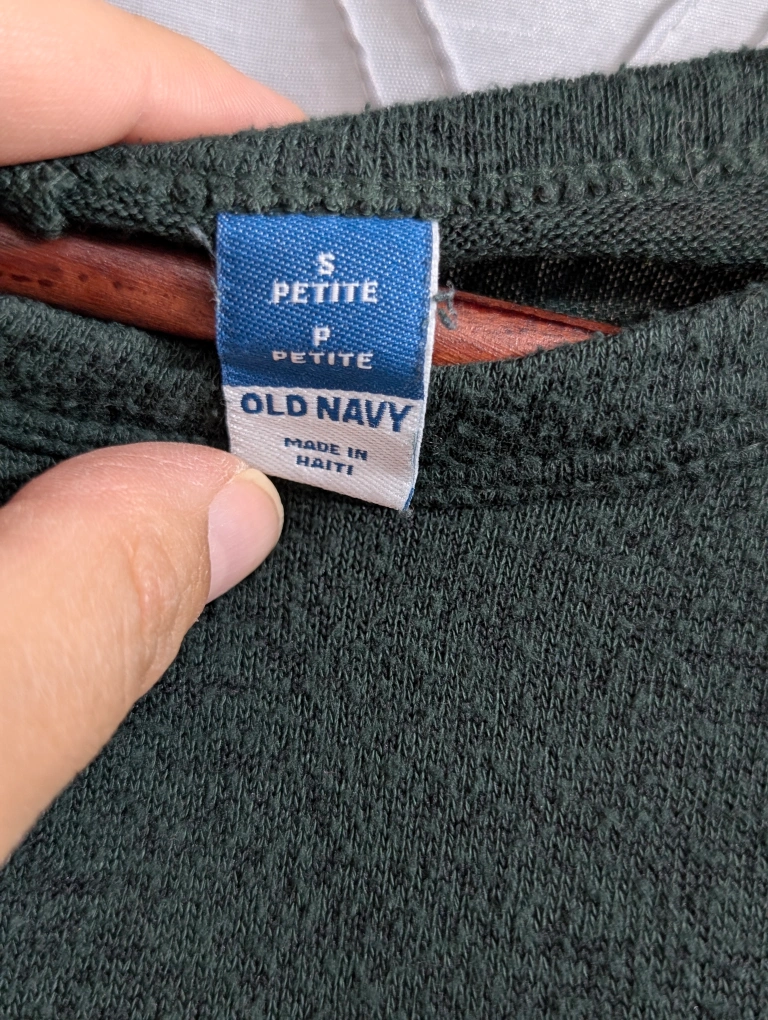 S
PETITE
P
PETITE
OLD NAVY
MADE IN
HAITI